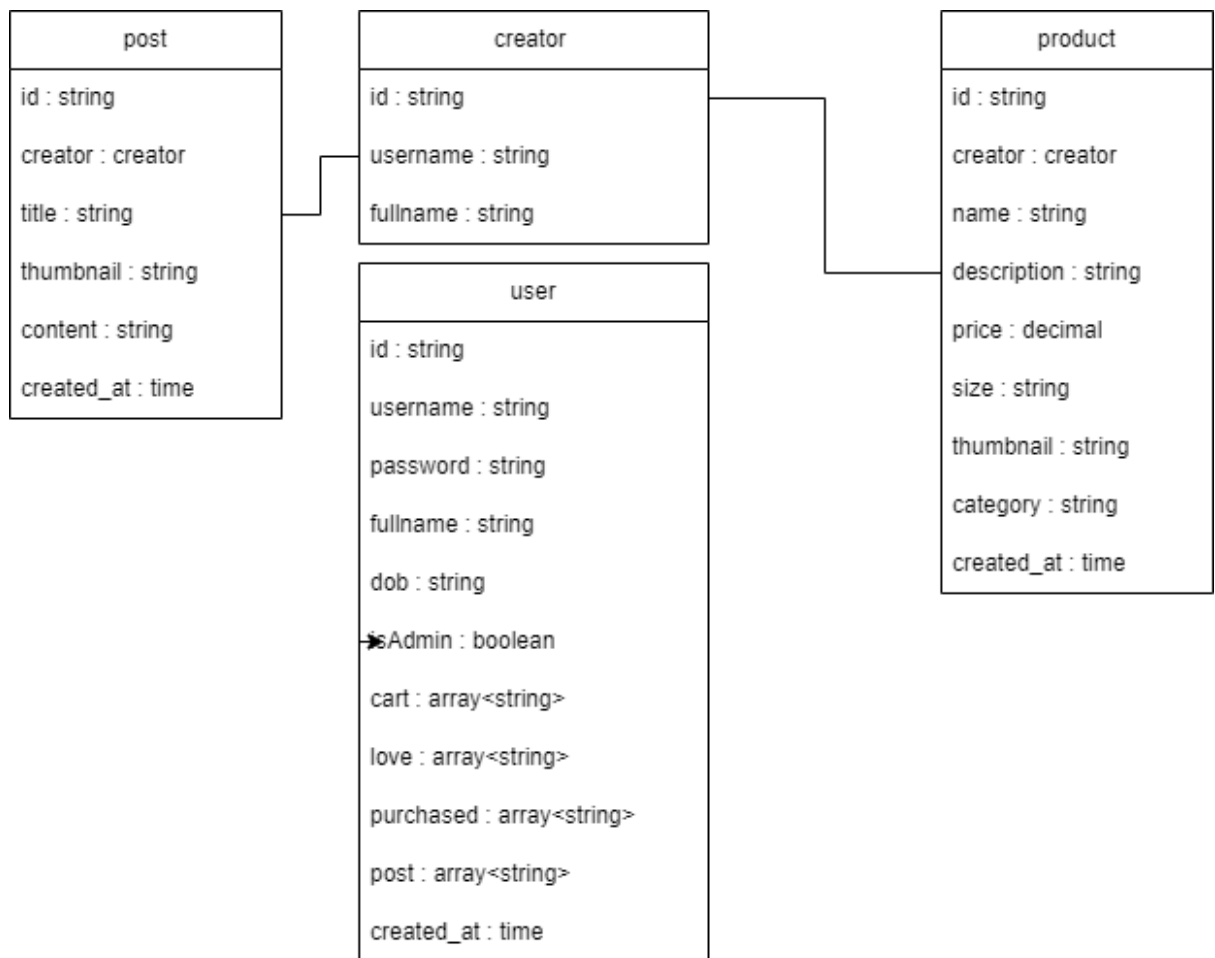 post
id : string
creator : creator
title : string
thumbnail : string
content : string
created_at : time
creator
id : string
username : string
fullname : string
user
id : string
username : string
password : string
fullname : string
dob : string
isAdmin : boolean
cart : array<string>
love : array<string>
purchased : array<string>
post : array<string>
created_at : time
product
id : string
creator : creator
name : string
description : string
price : decimal
size : string
thumbnail : string
category : string
created_at : time